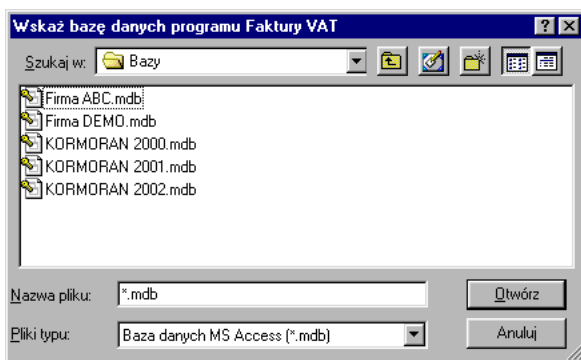 Wskaż bazę danych programu Faktury VAT
Szukaj w: Bazy
Firma ABC.mdb
Firma DEMO.mdb
KORMORAN 2000.mdb
KORMORAN 2001.mdb
KORMORAN 2002.mdb
Nazwa pliku: *.mdb Otwórz
Pliki typu: Baza danych MS Access (*.mdb) Anuluj